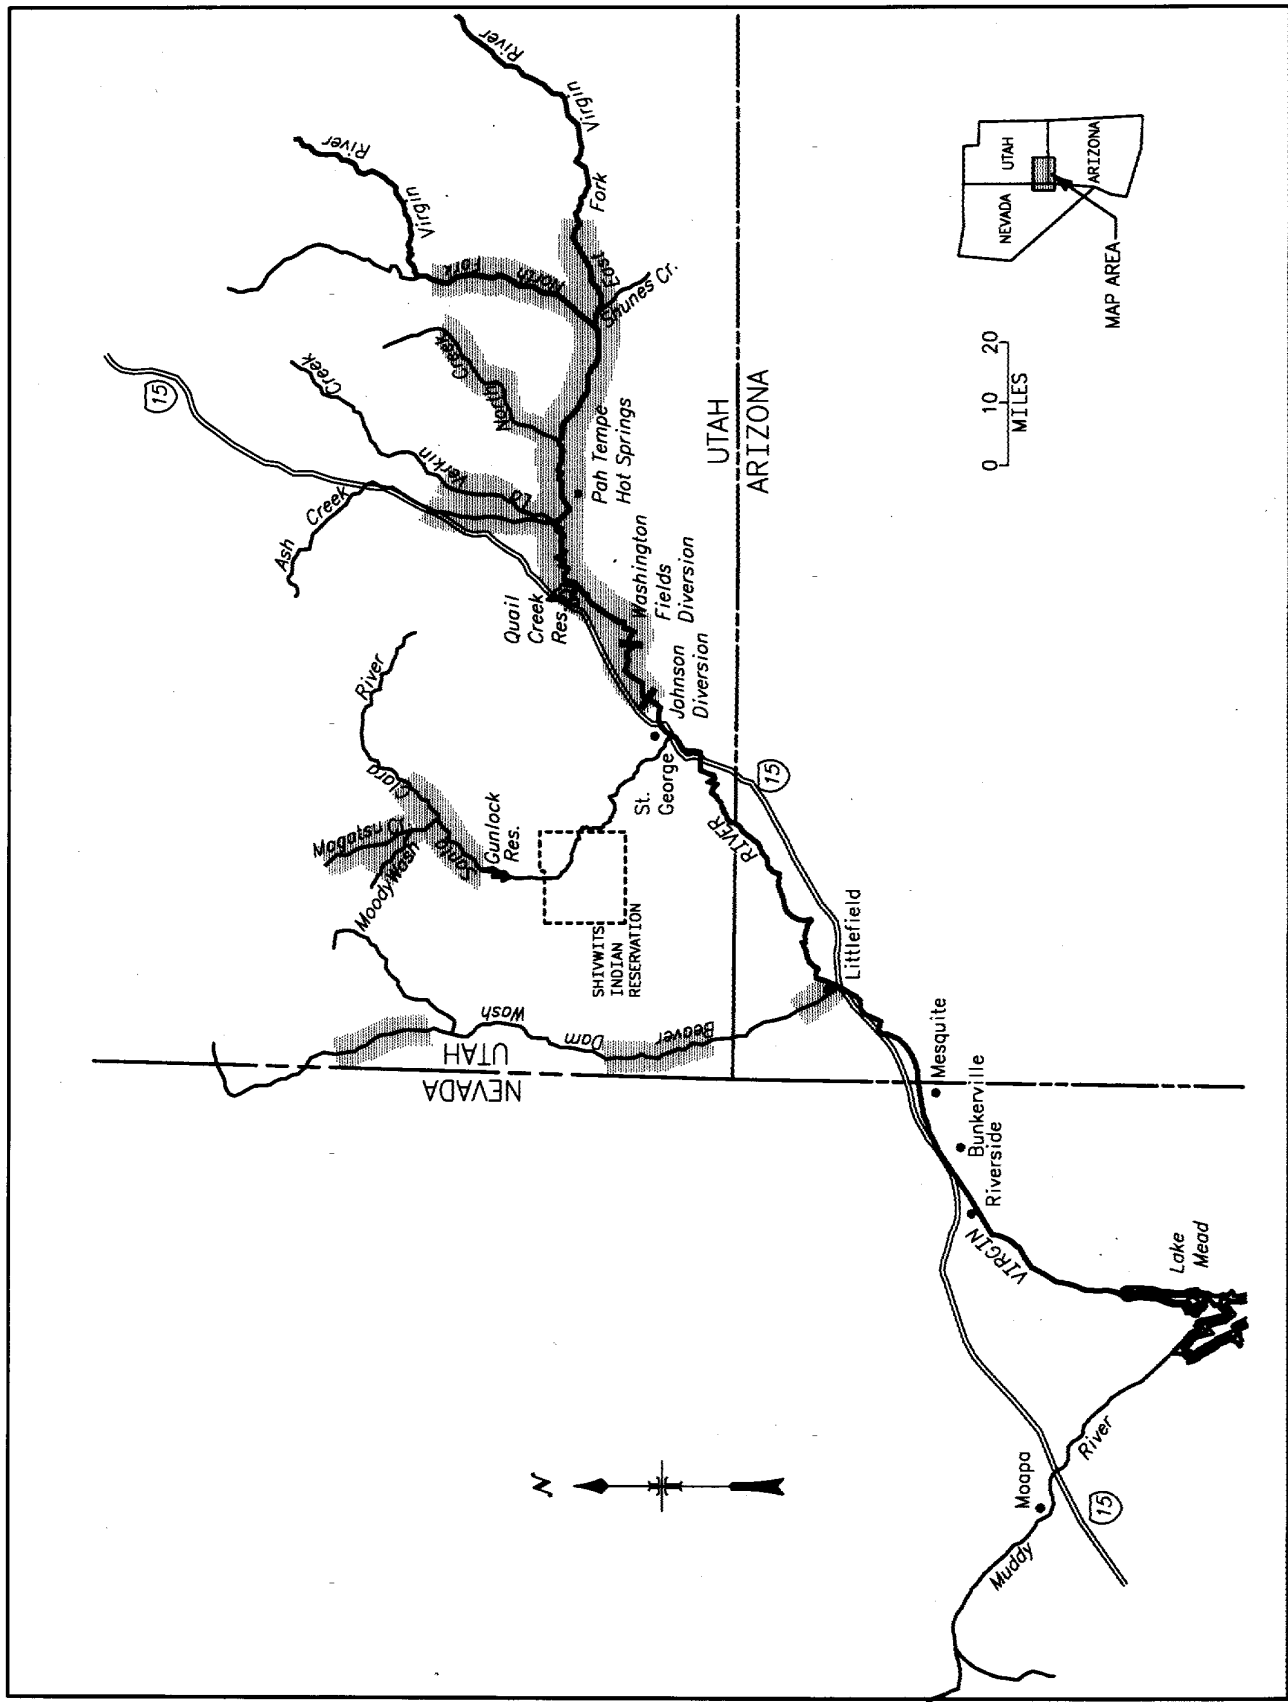 River
Virgin
Fork
East
Shunes Cr.
River
Virgin
Fork
North
Creek
North
Creek
Verkin
La
15
Ash
Creek
Pah Tempe
Hot Springs
Quail
Creek
Res.
Washington
Fields
Diversion
Johnson
Diversion
River
Clara
Santa
Magatsu Cr.
Moody Wash
Gunlock
Res.
St.
George
SHIVWITS
INDIAN
RESERVATION
UTAH
ARIZONA
15
RIVER
Littlefield
Wash
Dam
Beaver
UTAH
NEVADA
Mesquite
Bunkerville
Riverside
VIRGIN
Lake
Mead
River
Moapa
15
Muddy
N
0 10 20
MILES
NEVADA
UTAH
ARIZONA
MAP AREA